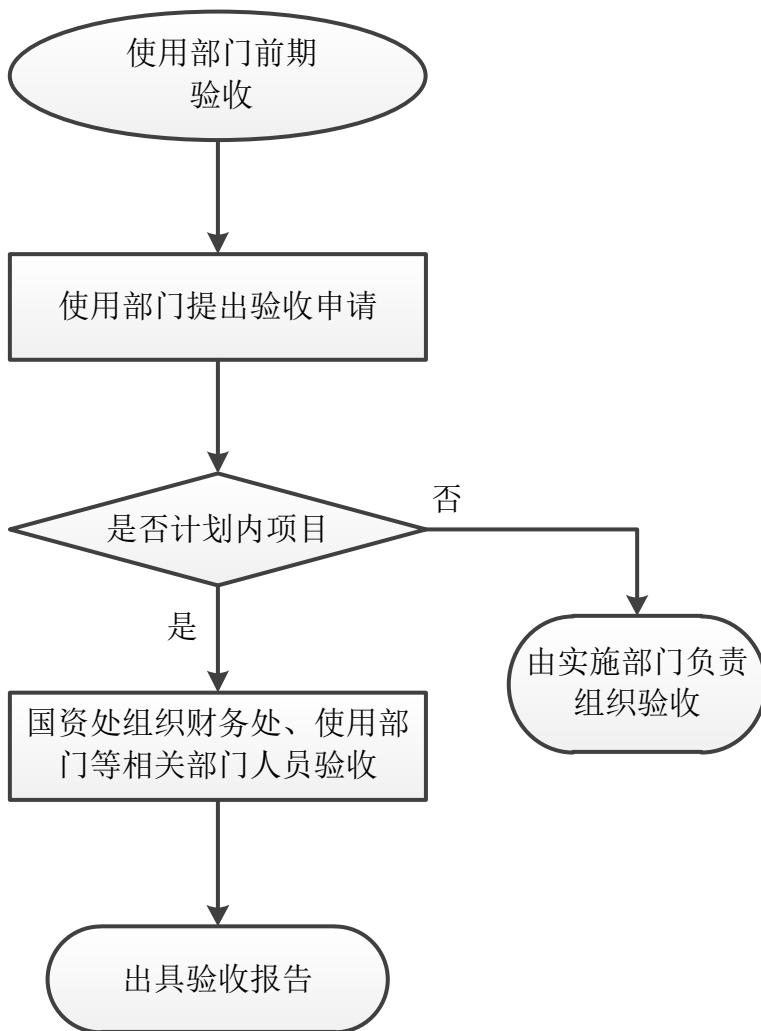 使用部门前期
验收
使用部门提出验收申请
是否计划内项目
否
是
由实施部门负责
组织验收
国资处组织财务处、使用部
门等相关部门人员验收
出具验收报告